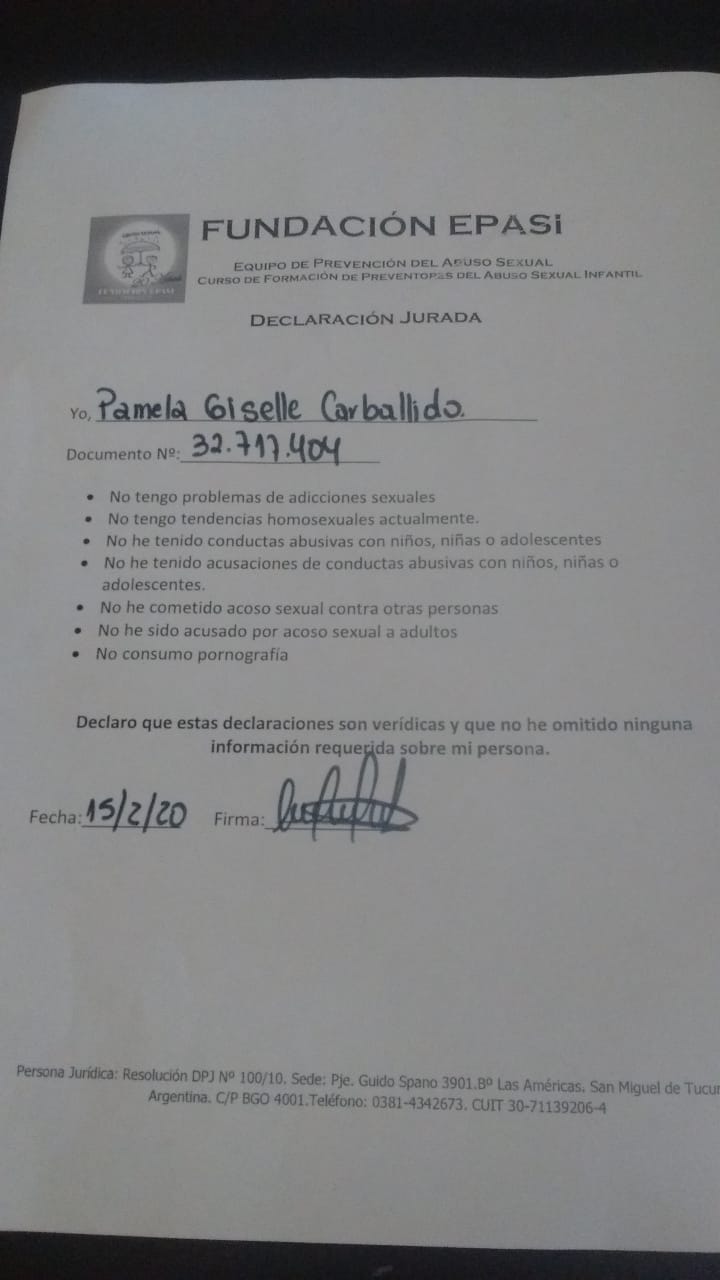 FUNDACIÓN EPASi
EQUIPO DE PREVENCIÓN DEL ABUSO SEXUAL
CURSO DE FORMACIÓN DE PREVENTORES DEL ABUSO SEXUAL INFANTIL
DECLARACIÓN JURADA
FUNDACIÓN EPASI
Yo, Pamela Giselle Carballido.
Documento Nº: 32.717.404
• No tengo problemas de adicciones sexuales
• No tengo tendencias homosexuales actualmente.
• No he tenido conductas abusivas con niños, niñas o adolescentes
• No he tenido acusaciones de conductas abusivas con niños, niñas o
adolescentes.
• No he cometido acoso sexual contra otras personas
• No he sido acusado por acoso sexual a adultos
• No consumo pornografía
Declaro que estas declaraciones son verídicas y que no he omitido ninguna
información requerida sobre mi persona.
Fecha: 15/2/20 Firma:
Persona Jurídica: Resolución DPJ Nº 100/10. Sede: Pje. Guido Spano 3901.Bº Las Américas. San Miguel de Tucu
Argentina. C/P BGO 4001.Teléfono: 0381-4342673. CUIT 30-71139206-4